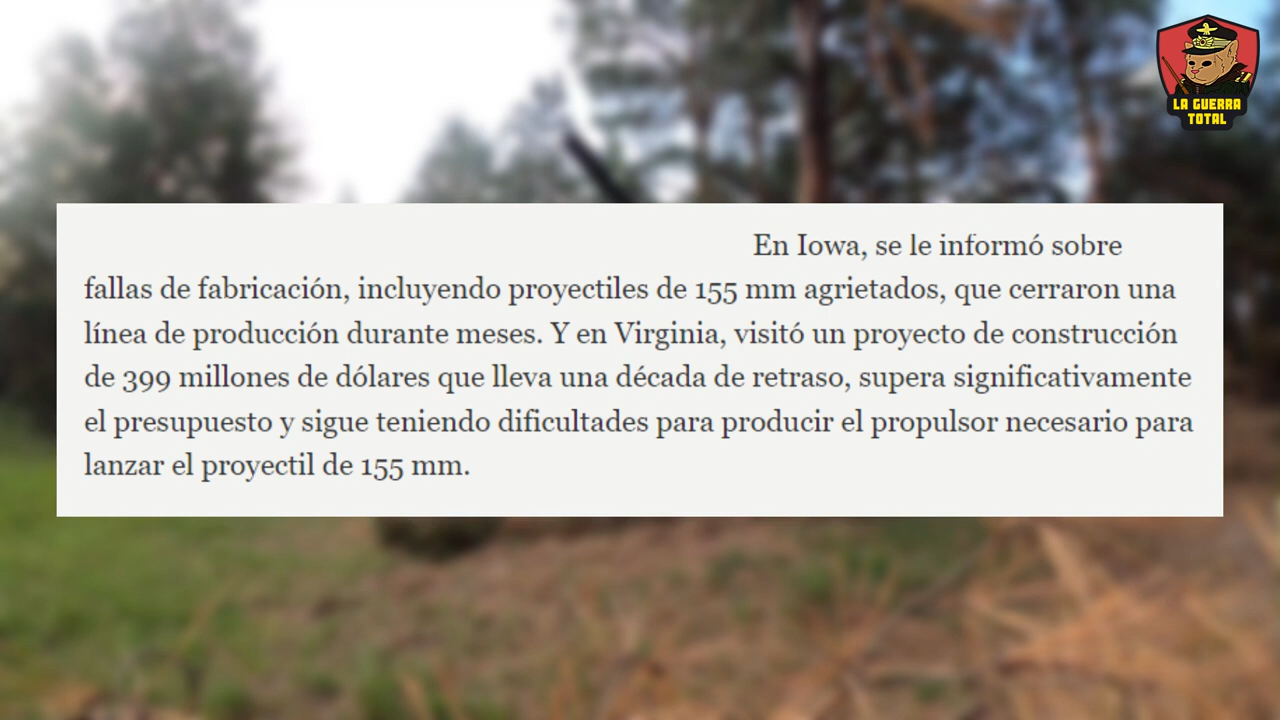 LA GUERRA
TOTAL
En Iowa, se le informó sobre
fallas de fabricación, incluyendo proyectiles de 155 mm agrietados, que cerraron una
línea de producción durante meses. Y en Virginia, visitó un proyecto de construcción
de 399 millones de dólares que lleva una década de retraso, supera significativamente
el presupuesto y sigue teniendo dificultades para producir el propulsor necesario para
lanzar el proyectil de 155 mm.